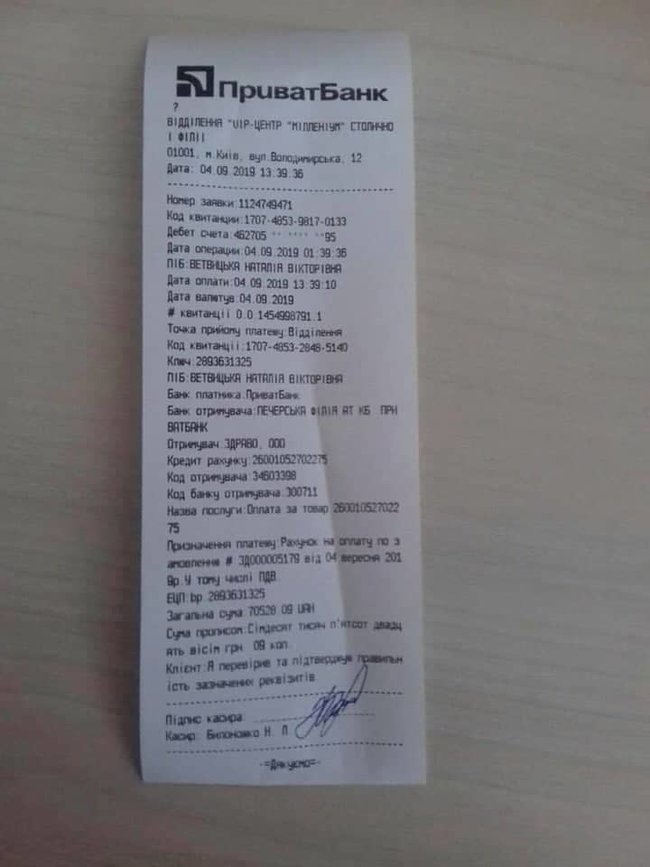 ПриватБанк
?
ВІДДІЛЕННЯ "VIP-ЦЕНТР "МІЛЛЕНІУМ" СТОЛИЧНО
Ї ФІЛІЇ
01001, м.Київ, вул.Володимирська, 12
Дата: 04.09.2019 13:39:36
Номер заявки:1124749471
Код квитанции:1707-4853-9817-0133
Дебет счета:462705 ** **** **95
Дата операции:04.09.2019 01:39:36
ПІБ:ВЕТВИЦЬКА НАТАЛІЯ ВІКТОРІВНА
Дата оплати:04.09.2019 13:39:10
Дата валютув:04.09.2019
# квитанції 0.0.1454998791.1
Точка прийому платежу:Відділення
Код квитанції:1707-4853-2848-5140
Ключ:2893631325
ПІБ:ВЕТВИЦЬКА НАТАЛІЯ ВІКТОРІВНА
Банк платника:ПриватБанк
Банк отримувача:ПЕЧЕРСЬКА ФІЛІЯ АТ КБ ПРИ
ВАТБАНК
Отримувач:ЗДРАВО, ООО
Кредит рахунку:26001052702275
Код отримувача:34603398
Код банку отримувача:300711
Назва послуги:Оплата за товар 260010527022
75
Призначення платежу:Рахунок на оплату по з
амовлення # ЗД000005179 від 04 вересня 201
9р.У тому числі ПДВ
ЕЦП:bp 2893631325
Загальна сума:70528.09 UAH
Сума прописом:Сімдесят тисяч п'ятсот двадц
ять вісім грн. 09 коп.
Клієнт:Я перевірив та підтверджую правильн
ість зазначених реквізитів.
Підпис касира:
Касир: Н. П.
-=Дякуємо=-